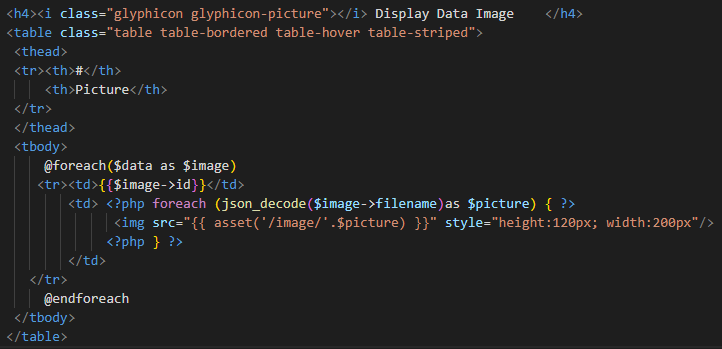 <h4><i class="glyphicon glyphicon-picture"></i> Display Data Image    </h4>
<table class="table table-bordered table-hover table-striped">
 <thead>
 <tr><th>#</th>
     <th>Picture</th>
 </tr>
 </thead>
 <tbody>
     @foreach($data as $image)
    <tr><td>{{$image->id}}</td>
        <td> <?php foreach (json_decode($image->filename)as $picture) { ?>
              <img src="{{ asset('/image/'.$picture) }}" style="height:120px; width:200px"/>
             <?php } ?>
        </td>
   </tr>
     @endforeach
 </tbody>
</table>